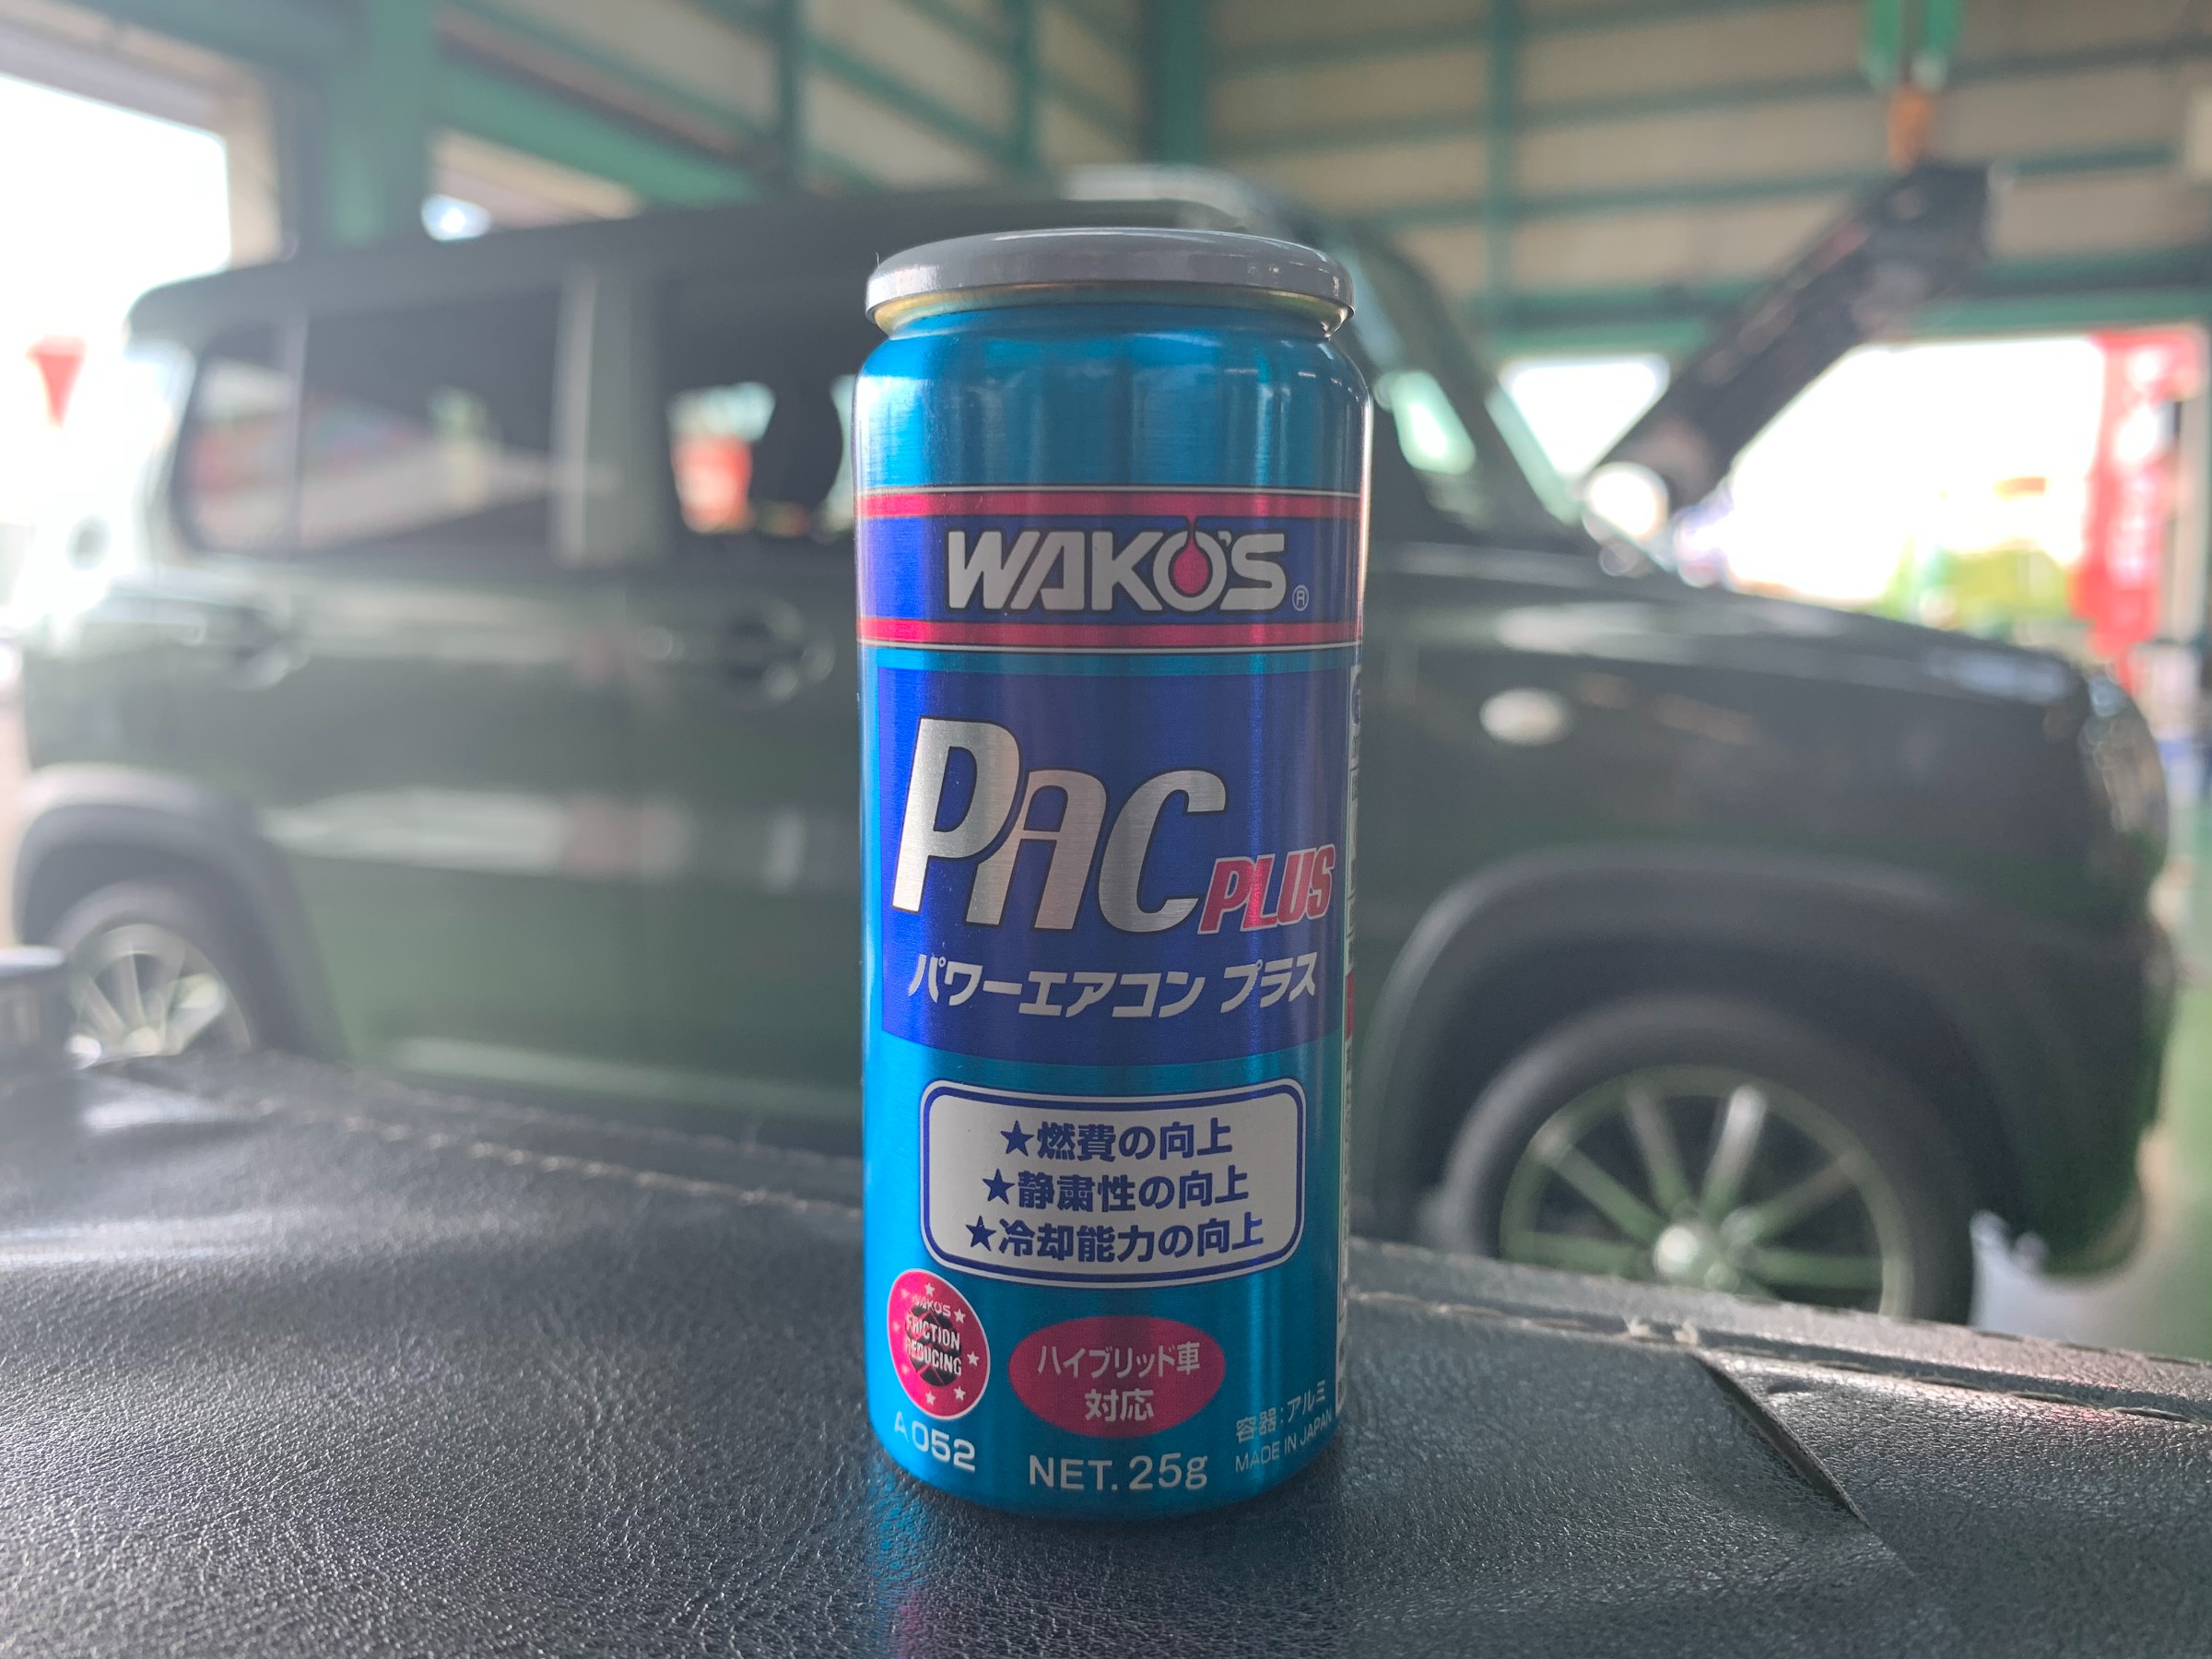 WAKO'S®
PAC PLUS
パワーエアコン プラス
★燃費の向上
★静粛性の向上
★冷却能力の向上
WAKO'S
FRICTION
REDUCING
ハイブリッド車
対応
A052
NET. 25g
容器:アルミ
MADE IN JAPAN